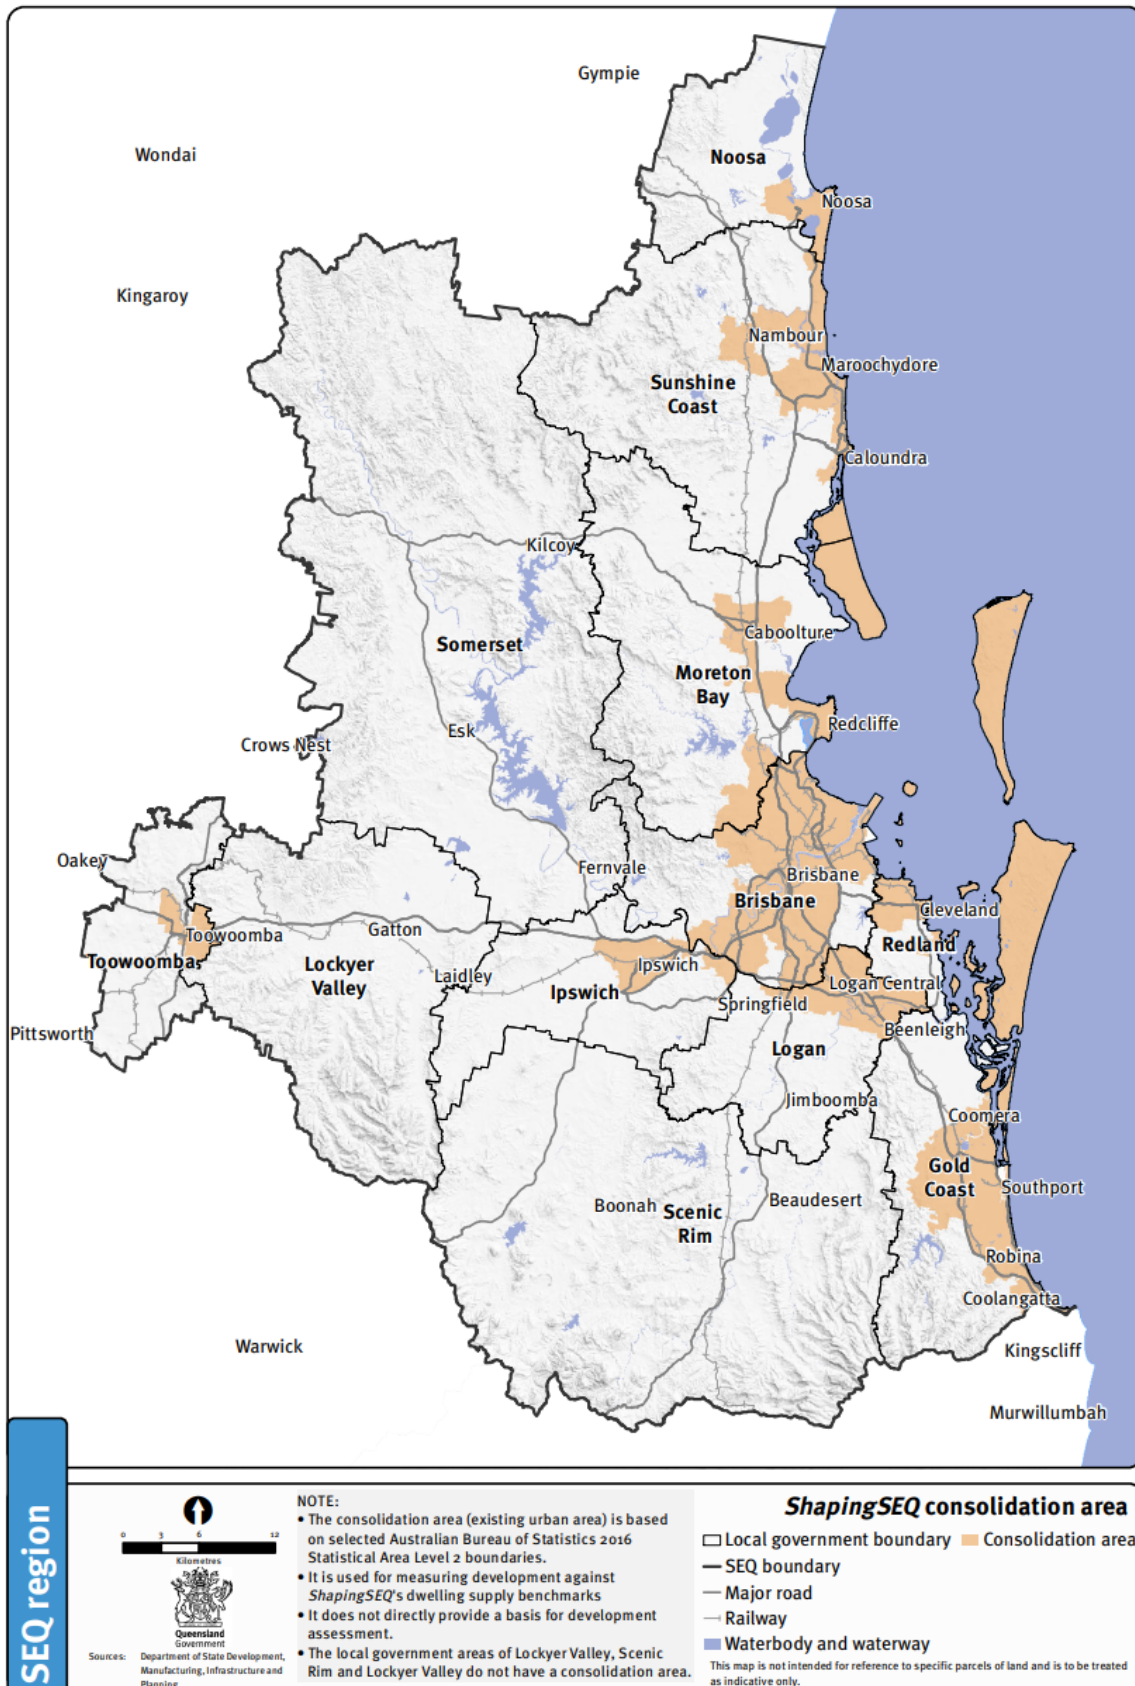 Gympie
Wondai
Noosa
Noosa
Kingaroy
Nambour
Maroochydore
Sunshine
Coast
Caloundra
Kilcoy
Caboolture
Somerset
Moreton
Bay
Redcliffe
Esk
Crows Nest
Oakey
Fernvale
Brisbane
Brisbane
Cleveland
Toowoomba
Gatton
Redland
Toowoomba
Lockyer
Valley
Laidley
Ipswich
Ipswich
Logan Central
Springfield
Beenleigh
Pittsworth
Logan
Jimboomba
Coomera
Gold
Coast
Southport
Boonah
Scenic
Rim
Beaudesert
Robina
Coolangatta
Warwick
Kingscliff
Murwillumbah
SEQ region
0 3 6 12
Kilometres
Queensland
Government
Sources: Department of State Development,
Manufacturing, Infrastructure and
Planning
NOTE:
• The consolidation area (existing urban area) is based
on selected Australian Bureau of Statistics 2016
Statistical Area Level 2 boundaries.
• It is used for measuring development against
ShapingSEQ's dwelling supply benchmarks
• It does not directly provide a basis for development
assessment.
• The local government areas of Lockyer Valley, Scenic
Rim and Lockyer Valley do not have a consolidation area.
ShapingSEQ consolidation area
Local government boundary Consolidation area
SEQ boundary
Major road
Railway
Waterbody and waterway
This map is not intended for reference to specific parcels of land and is to be treated
as indicative only.